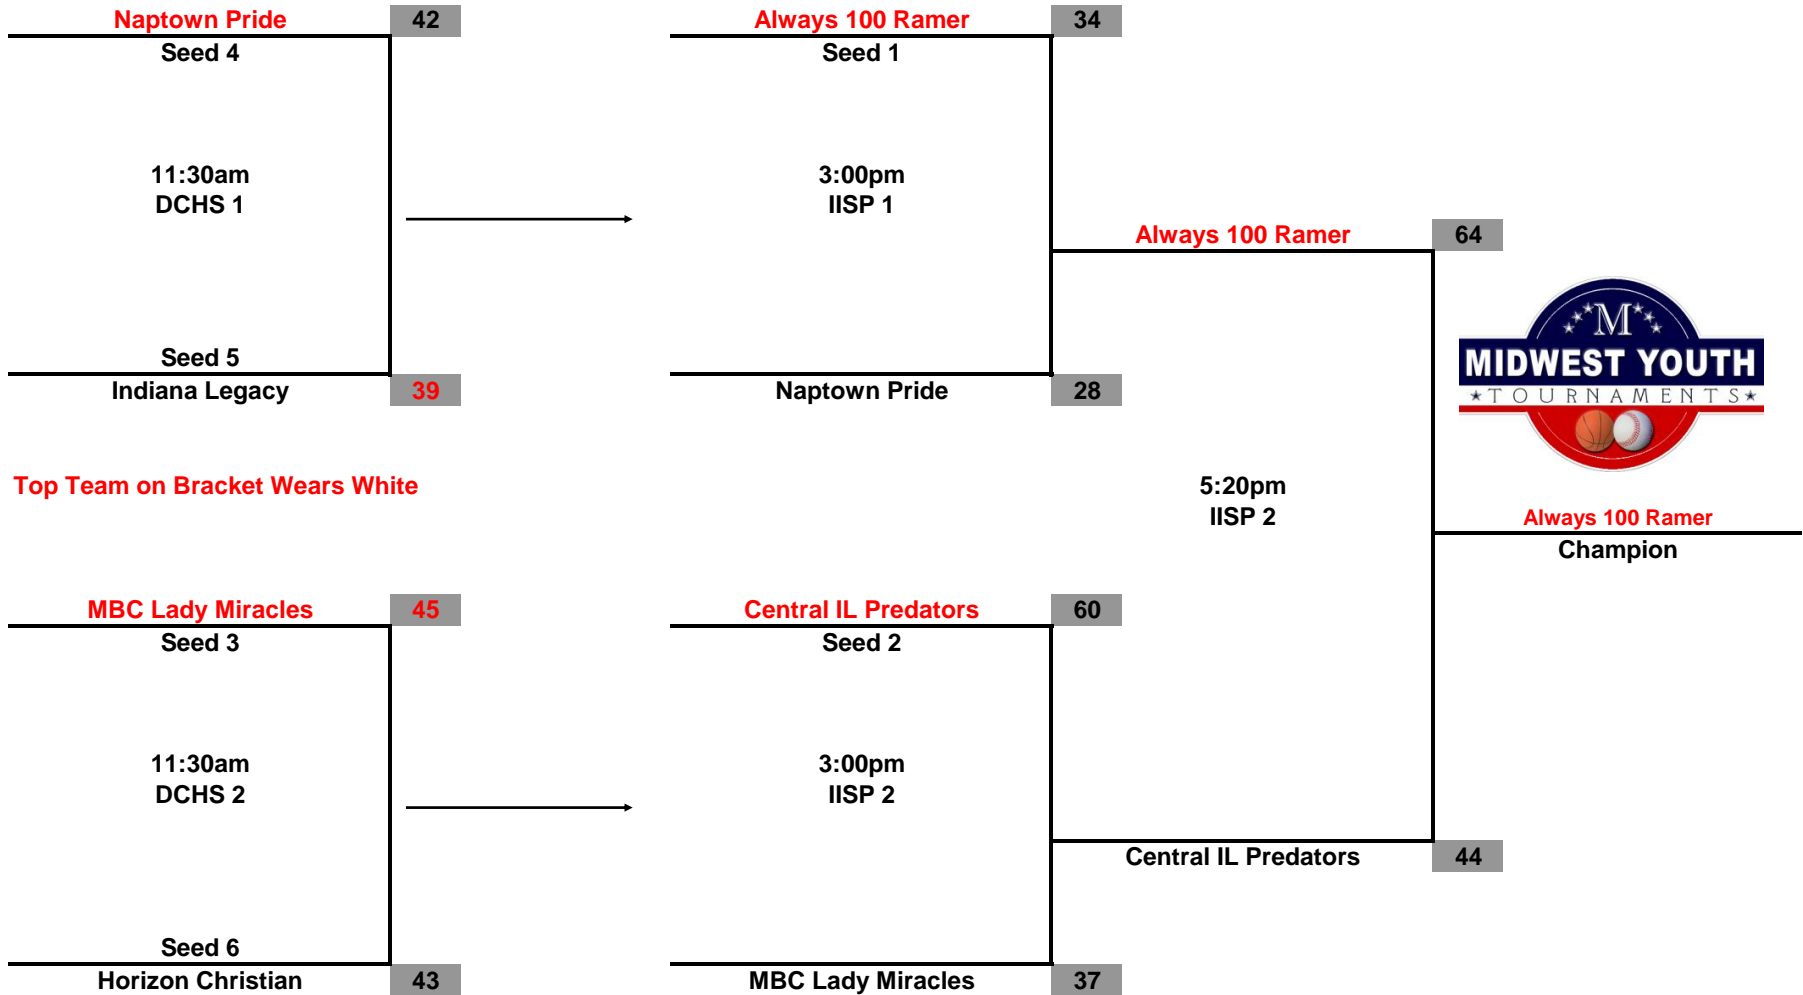 Naptown Pride 42 Always 100 Ramer 34
Seed 4 Seed 1
11:30am 3:00pm
DCHS 1 IISP 1
Always 100 Ramer 64
M
MIDWEST YOUTH
TOURNAMENTS
Seed 5
Indiana Legacy 39 Naptown Pride 28
Top Team on Bracket Wears White 5:20pm
IISP 2 Always 100 Ramer
Champion
MBC Lady Miracles 45 Central IL Predators 60
Seed 3 Seed 2
11:30am 3:00pm
DCHS 2 IISP 2
Central IL Predators 44
Seed 6
Horizon Christian 43 MBC Lady Miracles 37